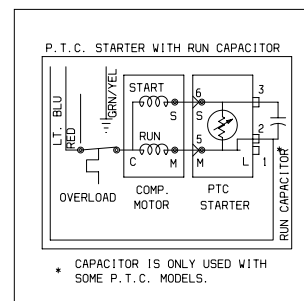 P.T.C. STARTER WITH RUN CAPACITOR
LT. BLU
RED
GRN/YEL
START
RUN
S
C
M
6
S
5
M
L
3
2
1
*
OVERLOAD
COMP.
MOTOR
PTC
STARTER
RUN CAPACITOR
* CAPACITOR IS ONLY USED WITH
SOME P.T.C. MODELS.